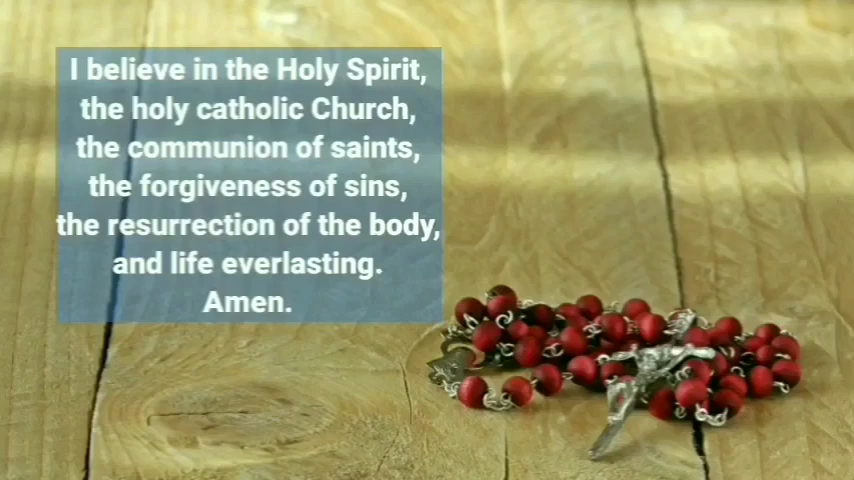 I believe in the Holy Spirit,
the holy catholic Church,
the communion of saints,
the forgiveness of sins,
the resurrection of the body,
and life everlasting.
Amen.